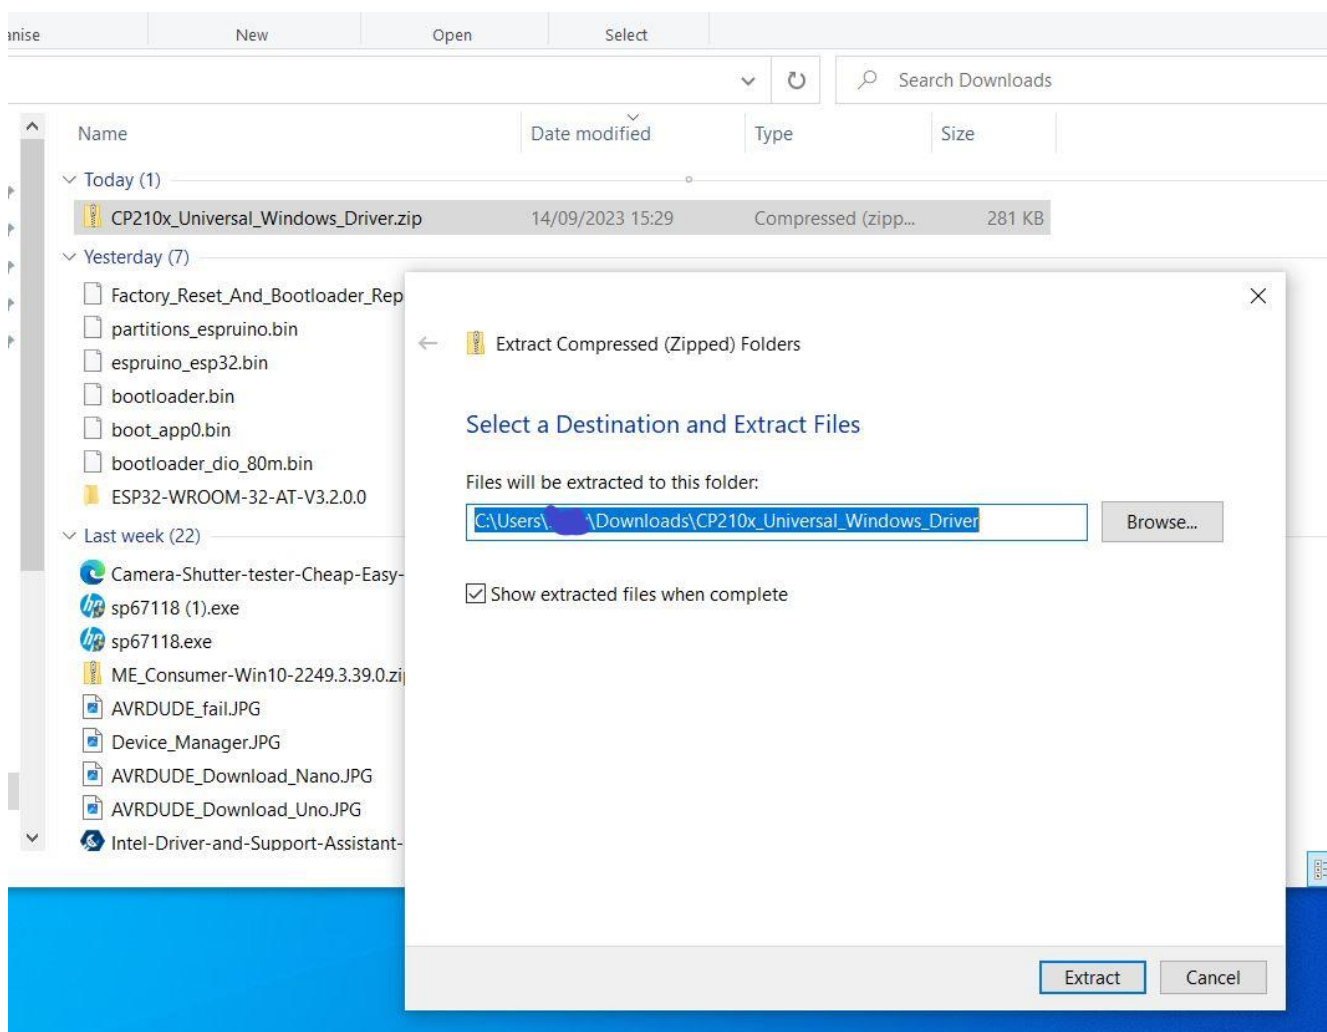 anise New Open Select
Search Downloads
Name Date modified Type Size
Today (1)
CP210x_Universal_Windows_Driver.zip 14/09/2023 15:29 Compressed (zipp... 281 KB
Yesterday (7)
Factory_Reset_And_Bootloader_Rep
partitions_espruino.bin
espruino_esp32.bin
bootloader.bin
boot_app0.bin
bootloader_dio_80m.bin
ESP32-WROOM-32-AT-V3.2.0.0
Last week (22)
Camera-Shutter-tester-Cheap-Easy-
sp67118 (1).exe
sp67118.exe
ME_Consumer-Win10-2249.3.39.0.zi
AVRDUDE_fail.JPG
Device_Manager.JPG
AVRDUDE_Download_Nano.JPG
AVRDUDE_Download_Uno.JPG
Intel-Driver-and-Support-Assistant-
Extract Compressed (Zipped) Folders
Select a Destination and Extract Files
Files will be extracted to this folder:
C:\Users\ \Downloads\CP210x_Universal_Windows_Driver
Browse...
Show extracted files when complete
Extract Cancel